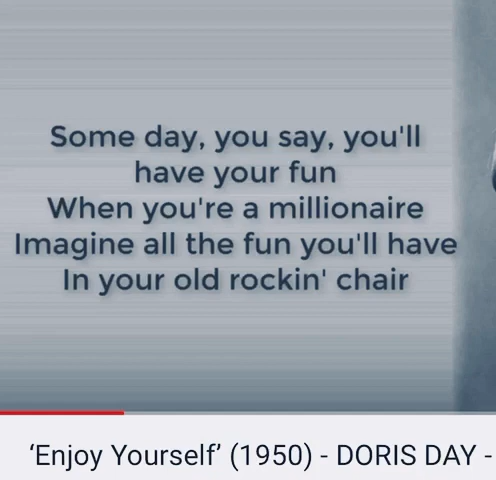 Some day, you say, you'll
have your fun
When you're a millionaire
Imagine all the fun you'll have
In your old rockin' chair
‘Enjoy Yourself’ (1950) - DORIS DAY -